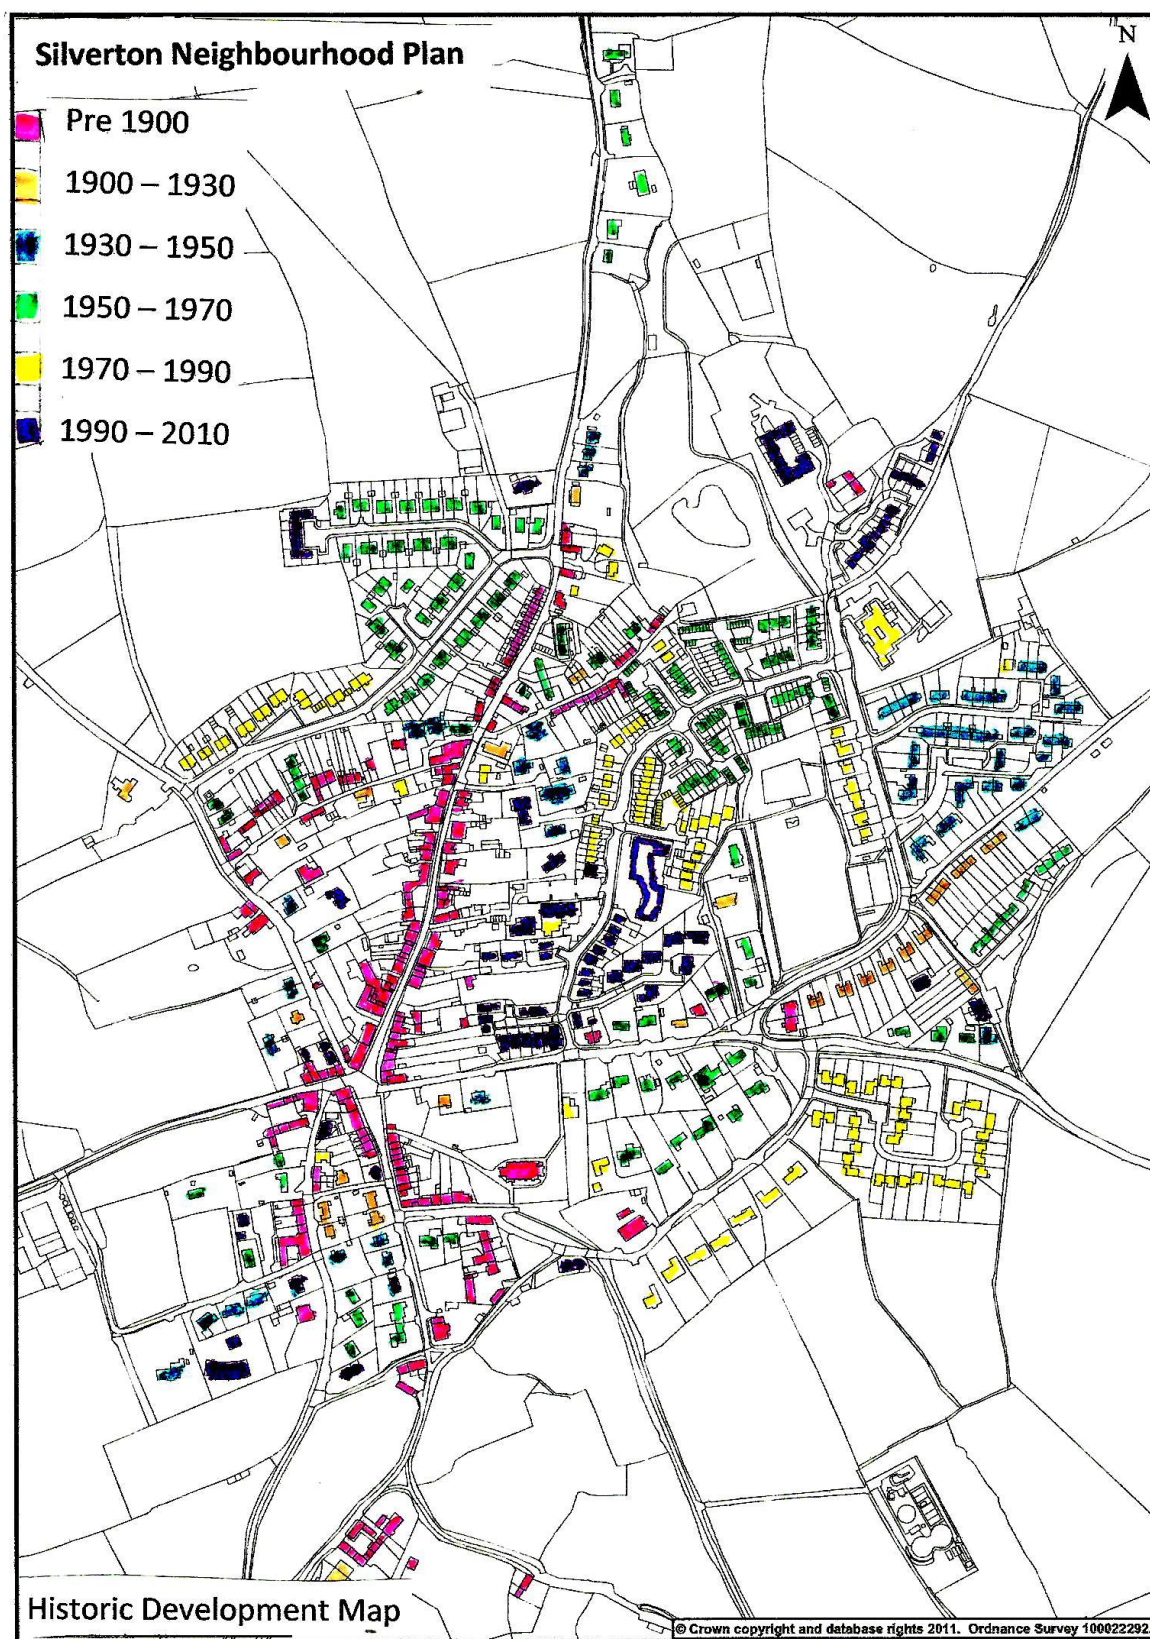 Silverton Neighbourhood Plan
N
Pre 1900
1900 – 1930
1930 – 1950
1950 – 1970
1970 – 1990
1990 – 2010
Historic Development Map
© Crown copyright and database rights 2011. Ordnance Survey 100022292.